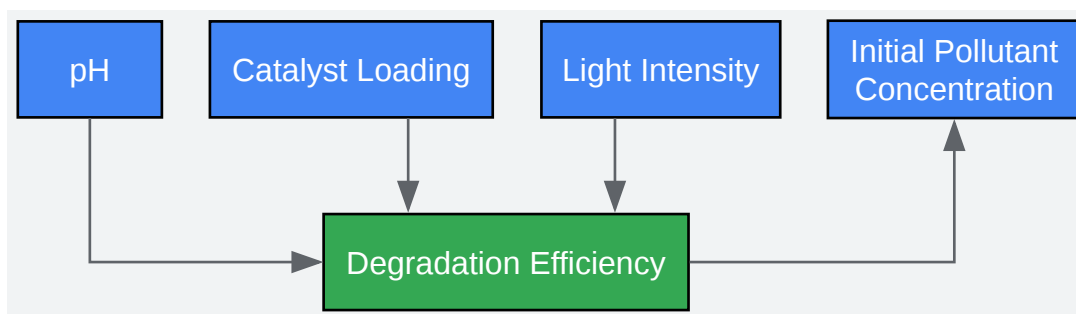 pH
Catalyst Loading
Light Intensity
Initial Pollutant
Concentration
Degradation Efficiency